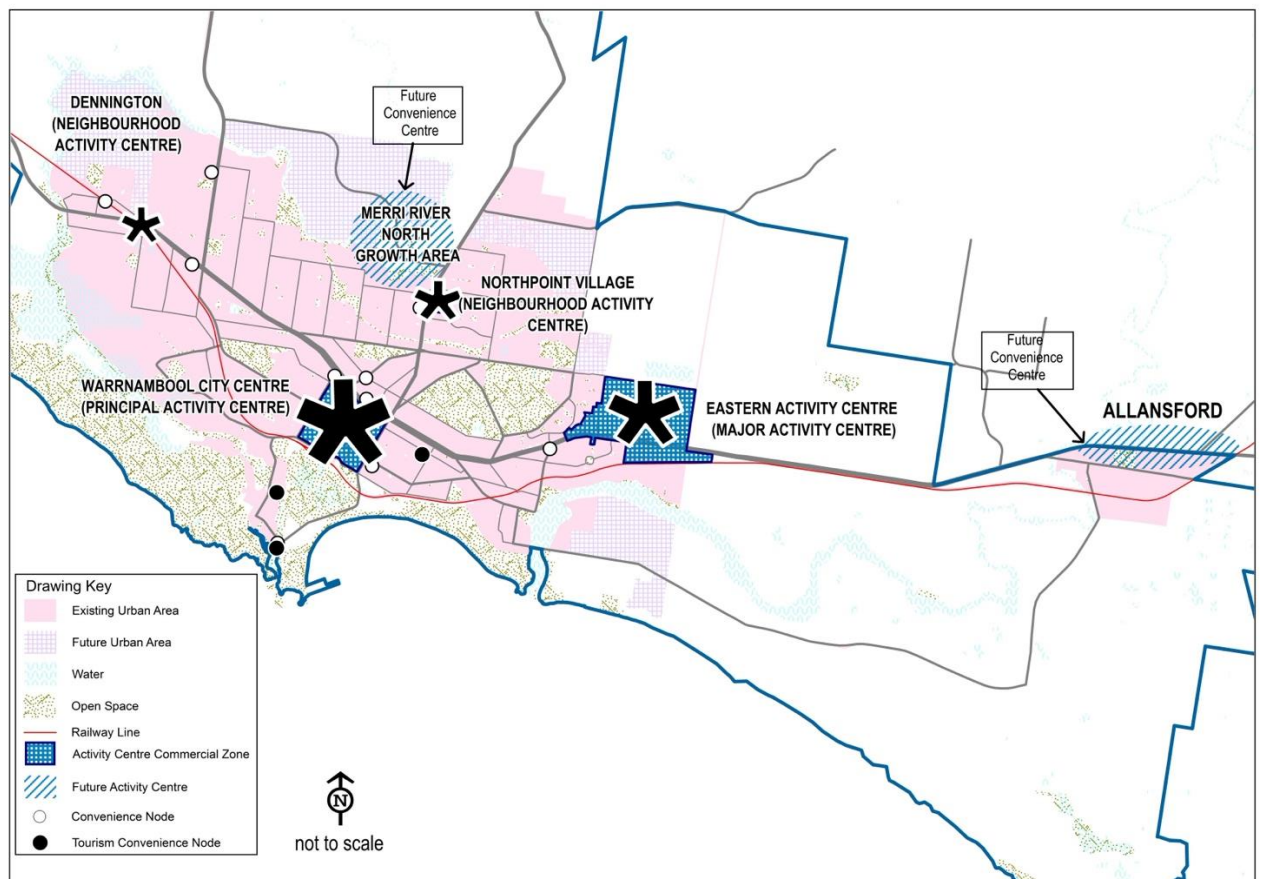 DENNINGTON
(NEIGHBOURHOOD
ACTIVITY CENTRE)
Future
Convenience
Centre
MERRI RIVER
NORTH
GROWTH AREA
NORTHPOINT VILLAGE
(NEIGHBOURHOOD ACTIVITY
CENTRE)
WARRNAMBOOL CITY CENTRE
(PRINCIPAL ACTIVITY CENTRE)
EASTERN ACTIVITY CENTRE
(MAJOR ACTIVITY CENTRE)
Future
Convenience
Centre
ALLANSFORD
Drawing Key
Existing Urban Area
Future Urban Area
Water
Open Space
Railway Line
Activity Centre Commercial Zone
Future Activity Centre
Convenience Node
Tourism Convenience Node
N
not to scale